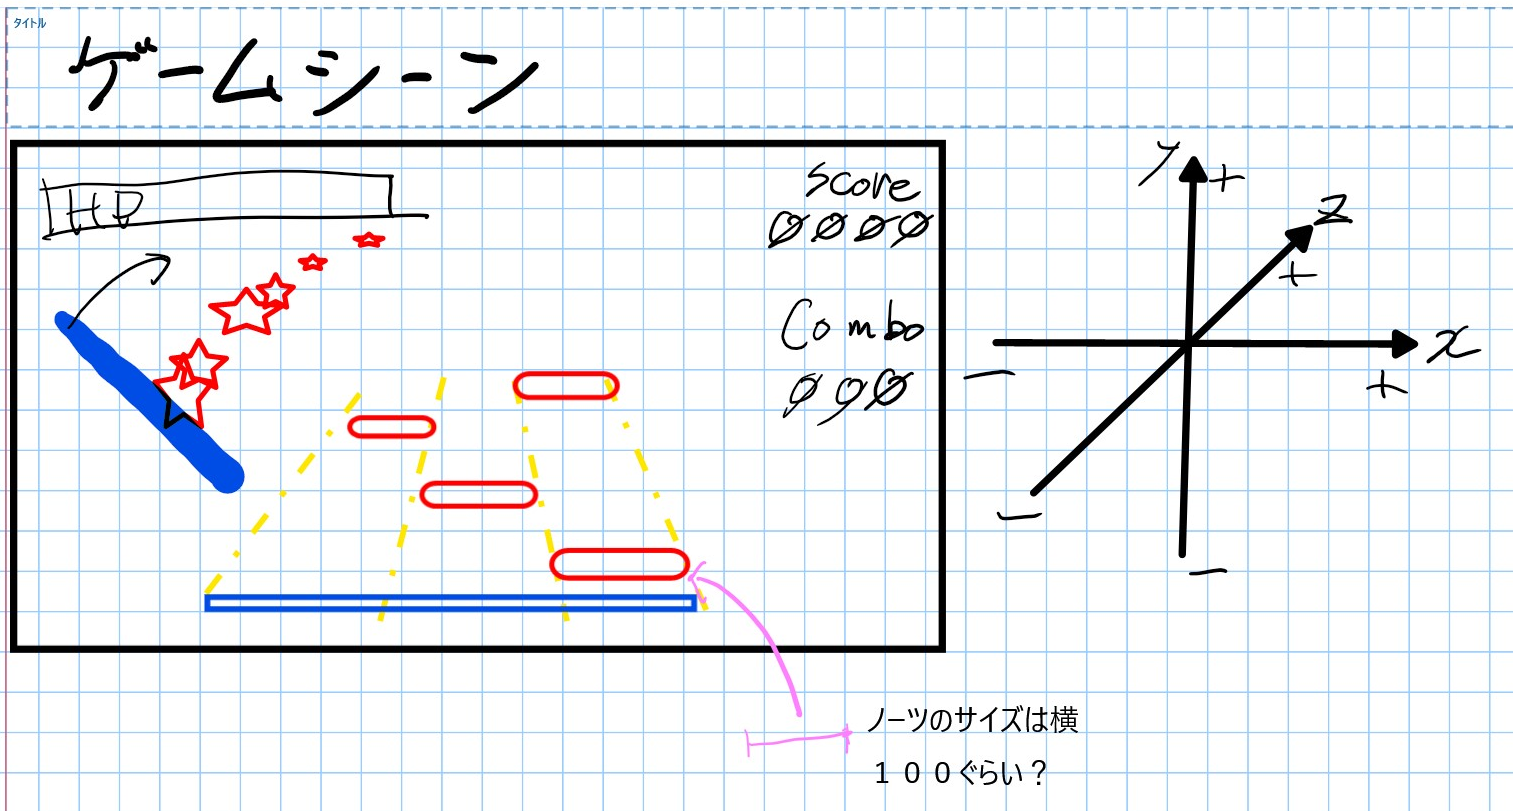 タイトル
ゲームシーン
HP
Score
0000
Combo
000
y
+
z
+
x
+
-
-
-
ノーツのサイズは横
１００ぐらい？